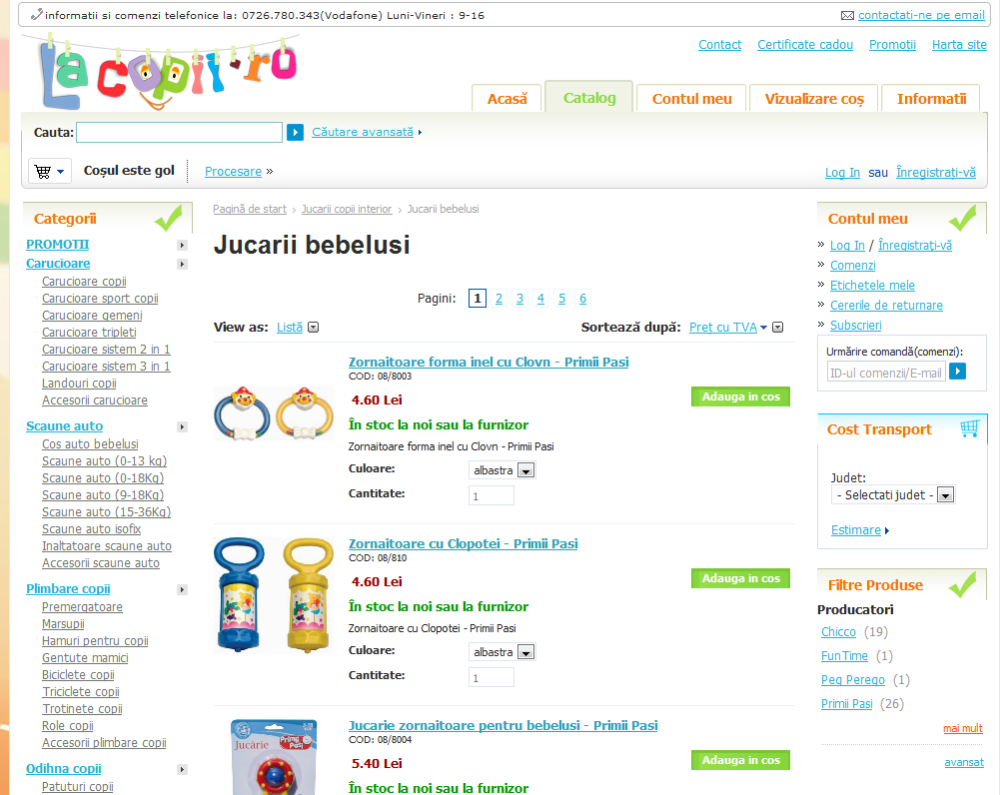 informatii si comenzi telefonice la: 0726.780.343(Vodafone) Luni-Vineri : 9-16
contactati-ne pe email
LaCopii.ro
Contact Certificate cadou Promotii Harta site
Acasă Catalog Contul meu Vizualizare coș Informatii
Cauta: Căutare avansată
Coșul este gol Procesare »
Log In sau Înregistrați-vă
Categorii
PROMOTII
Carucioare
Carucioare copii
Carucioare sport copii
Carucioare gemeni
Carucioare tripleti
Carucioare sistem 2 in 1
Carucioare sistem 3 in 1
Landouri copii
Accesorii carucioare
Scaune auto
Cos auto bebelusi
Scaune auto (0-13 kg)
Scaune auto (0-18Kg)
Scaune auto (9-18Kg)
Scaune auto (15-36Kg)
Scaune auto isofix
Inaltatoare scaune auto
Accesorii scaune auto
Plimbare copii
Premergatoare
Marsupii
Hamuri pentru copii
Gentute mamici
Biciclete copii
Triciclete copii
Trotinete copii
Role copii
Accesorii plimbare copii
Odihna copii
Patuturi copii
Pagină de start › Jucarii copii interior › Jucarii bebelusi
Jucarii bebelusi
Pagini: 1 2 3 4 5 6
View as: Listă
Sortează după: Preț cu TVA
Zornaitoare forma inel cu Clovn - Primii Pasi
COD: 08/8003
4.60 Lei
Adauga in cos
În stoc la noi sau la furnizor
Zornaitoare forma inel cu Clovn - Primii Pasi
Culoare: albastra
Cantitate: 1
Zornaitoare cu Clopotei - Primii Pasi
COD: 08/810
4.60 Lei
Adauga in cos
În stoc la noi sau la furnizor
Zornaitoare cu Clopotei - Primii Pasi
Culoare: albastra
Cantitate: 1
Jucărie
Primii Pași
Jucarie zornaitoare pentru bebelusi - Primii Pasi
COD: 08/8004
5.40 Lei
Adauga in cos
În stoc la noi sau la furnizor
Contul meu
» Log In / Înregistrați-vă
» Comenzi
» Etichetele mele
» Cererile de returnare
» Subscrieri
Urmărire comandă(comenzi):
ID-ul comenzii/E-mail
Cost Transport
Judet:
- Selectati judet -
Estimare
Filtre Produse
Producatori
Chicco (19)
FunTime (1)
Peg Perego (1)
Primii Pasi (26)
mai mult
avansat